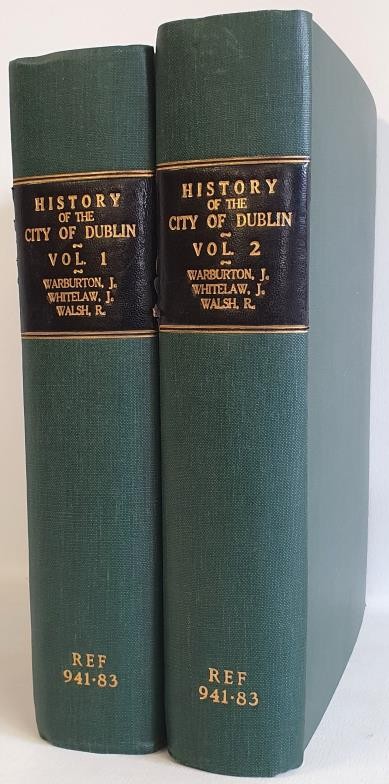 HISTORY
OF THE
CITY OF DUBLIN
~
VOL. 1
~
WARBURTON, J.
WHITELAW, J.
WALSH, R.
REF
941·83
HISTORY
OF THE
CITY OF DUBLIN
~
VOL. 2
~
WARBURTON, J.
WHITELAW, J.
WALSH, R.
REF
941·83